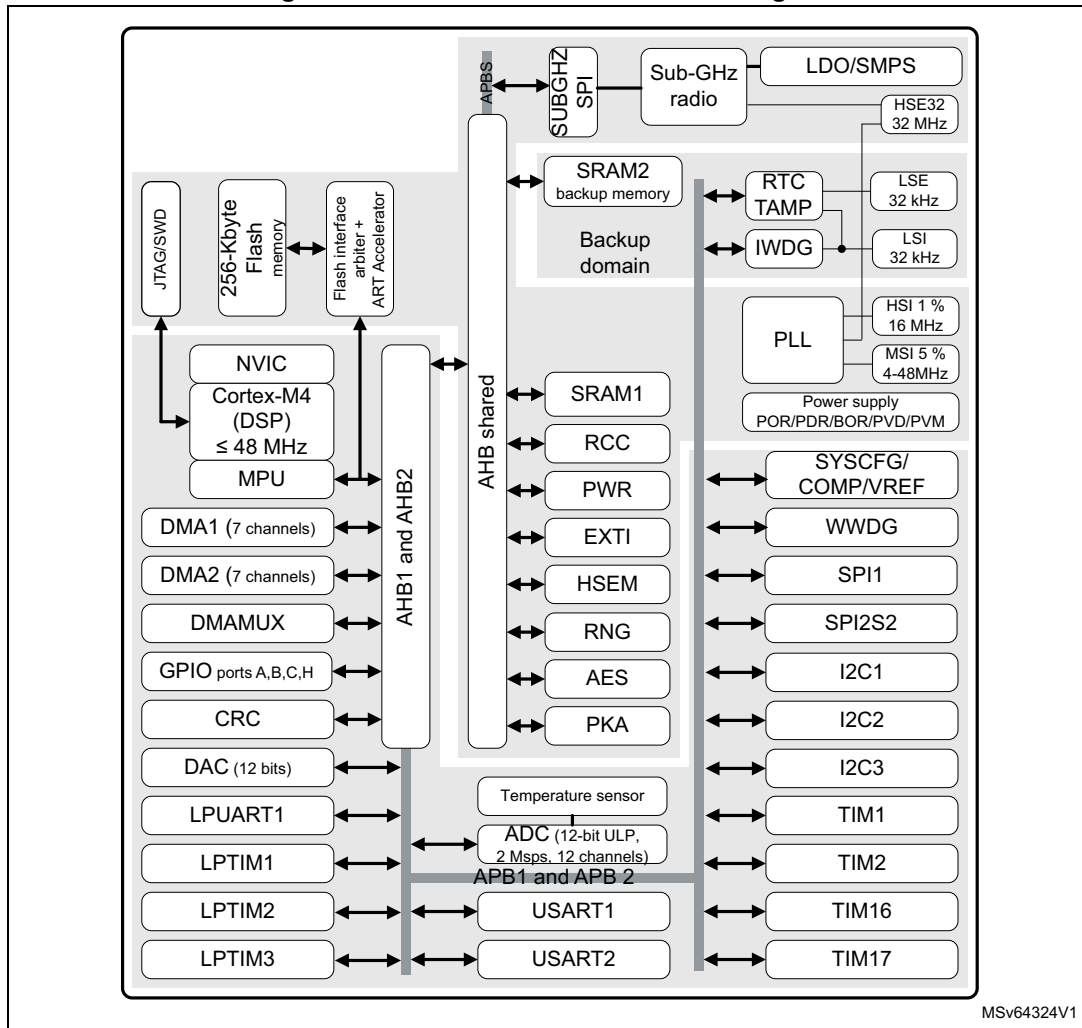 APBS
SUBGHZ
SPI
Sub-GHz
radio
LDO/SMPS
HSE32
32 MHz
SRAM2
backup memory
RTC
TAMP
LSE
32 kHz
Backup
domain
IWDG
LSI
32 kHz
JTAG/SWD
256-Kbyte
Flash
memory
Flash interface
arbiter +
ART Accelerator
PLL
HSI 1 %
16 MHz
MSI 5 %
4-48MHz
Power supply
POR/PDR/BOR/PVD/PVM
NVIC
Cortex-M4
(DSP)
≤ 48 MHz
MPU
AHB1 and AHB2
AHB shared
SRAM1
RCC
PWR
EXTI
HSEM
RNG
AES
PKA
DMA1 (7 channels)
DMA2 (7 channels)
DMAMUX
GPIO ports A,B,C,H
CRC
DAC (12 bits)
LPUART1
LPTIM1
LPTIM2
LPTIM3
Temperature sensor
ADC (12-bit ULP,
2 Msps, 12 channels)
APB1 and APB 2
USART1
USART2
SYSCFG/
COMP/VREF
WWDG
SPI1
SPI2S2
I2C1
I2C2
I2C3
TIM1
TIM2
TIM16
TIM17
MSv64324V1